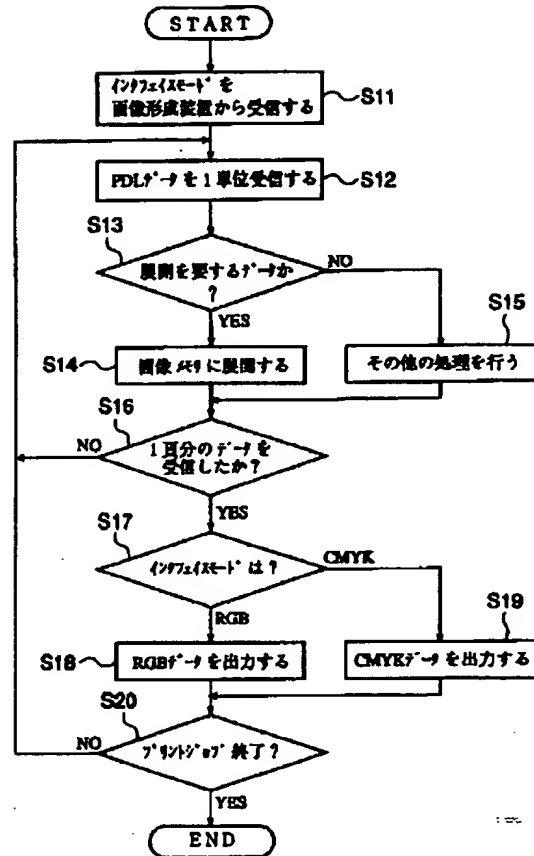 START
インタフェイスモードを
画像形成装置から受信する
S11
PDLデータを1単位受信する
S12
S13
展開を要するデータか
?
NO
YES
S15
S14
画像メモリに展開する
その他の処理を行う
S16
NO
1頁分のデータを
受信したか?
YES
S17
インタフェイスモードは?
CMYK
RGB
S19
S18
RGBデータを出力する
CMYKデータを出力する
S20
NO
プリントジョブ終了?
YES
END